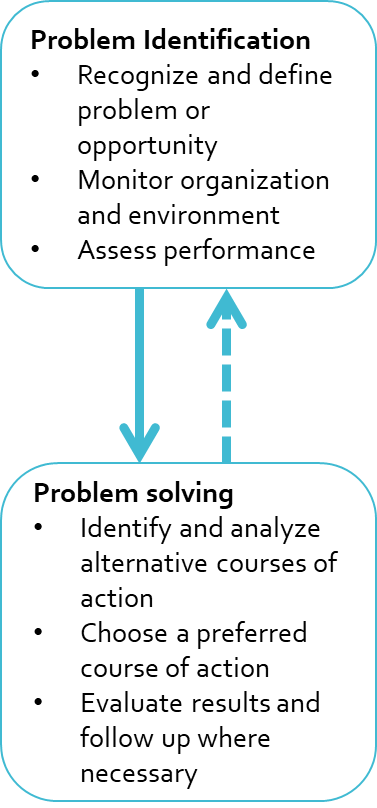 Problem Identification
• Recognize and define
problem or
opportunity
• Monitor organization
and environment
• Assess performance
Problem solving
• Identify and analyze
alternative courses of
action
• Choose a preferred
course of action
• Evaluate results and
follow up where
necessary